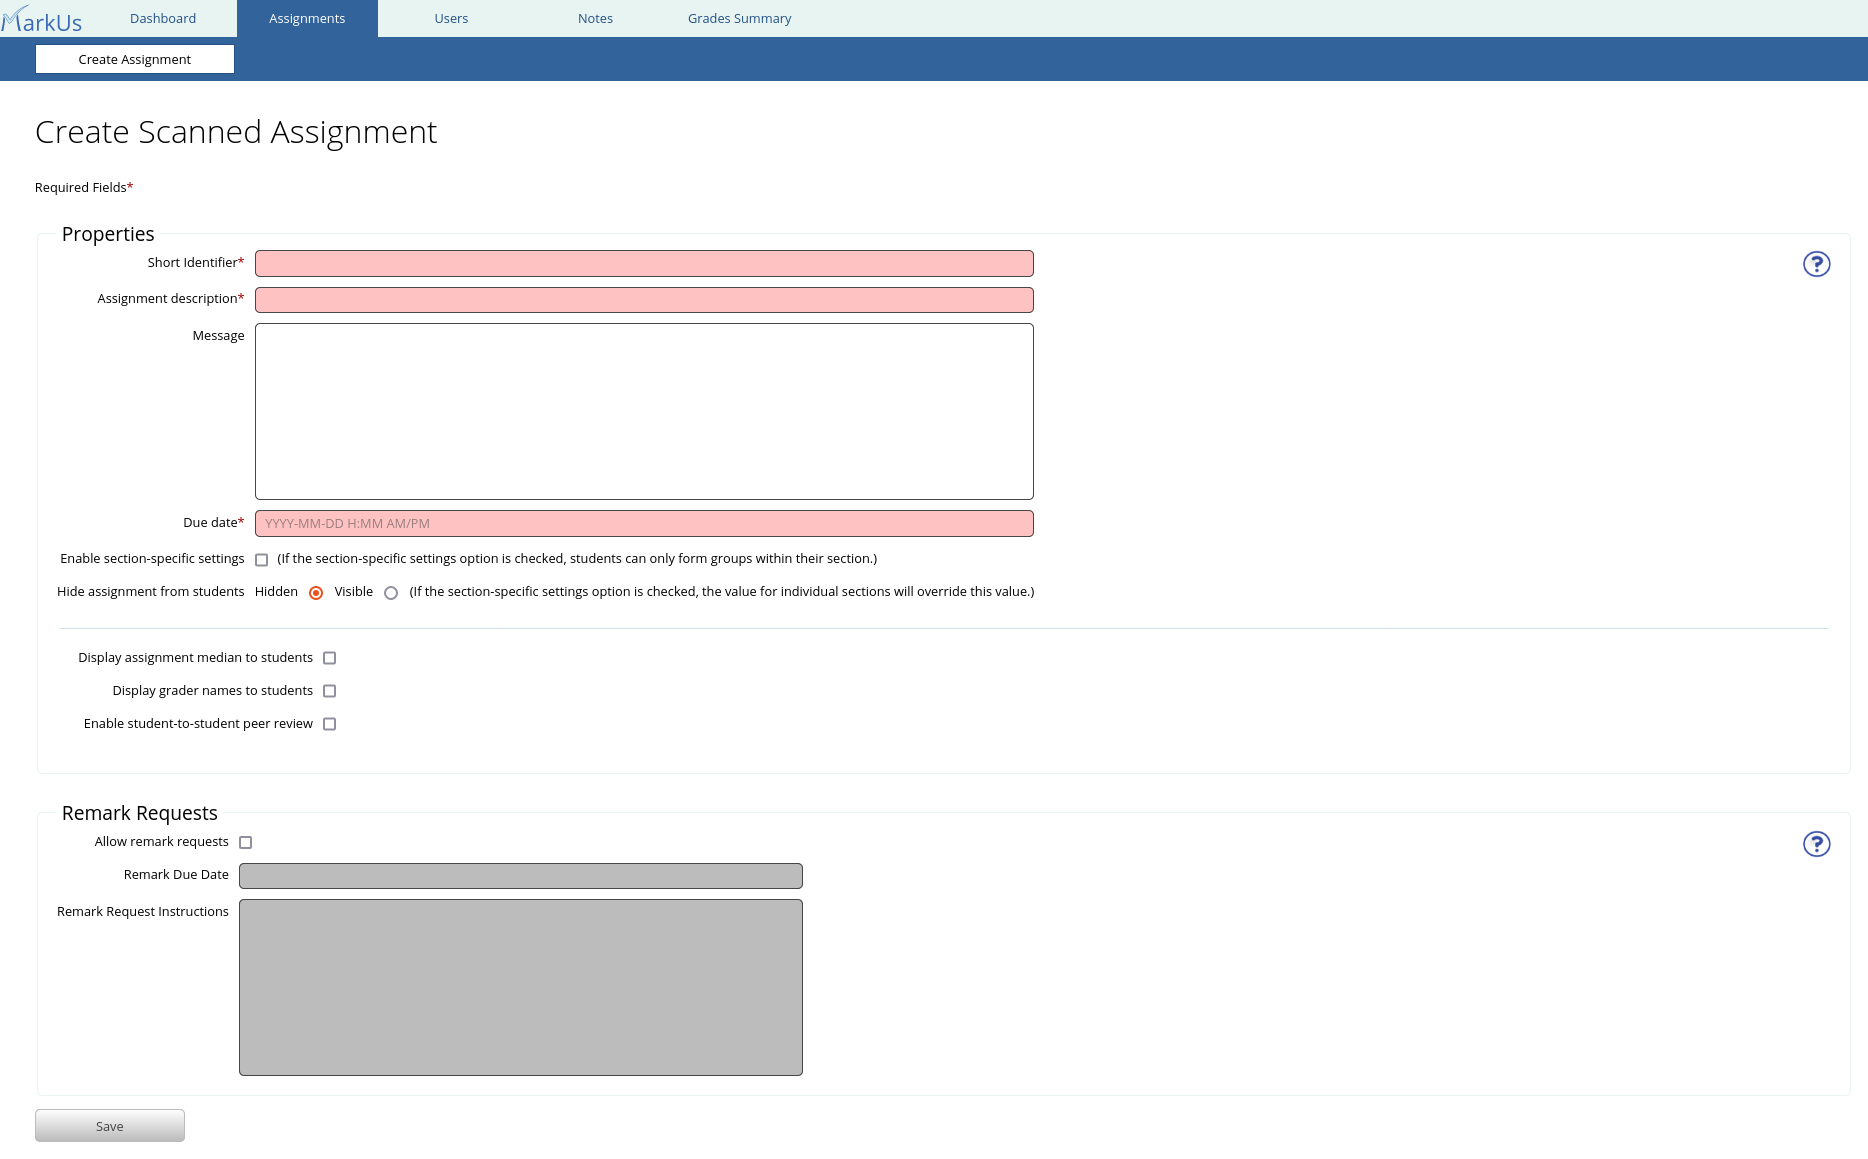 MarkUs Dashboard Assignments Users Notes Grades Summary
Create Assignment
Create Scanned Assignment
Required Fields*
Properties
Short Identifier*
?
Assignment description*
Message
Due date* YYYY-MM-DD H:MM AM/PM
Enable section-specific settings (If the section-specific settings option is checked, students can only form groups within their section.)
Hide assignment from students Hidden Visible (If the section-specific settings option is checked, the value for individual sections will override this value.)
Display assignment median to students
Display grader names to students
Enable student-to-student peer review
Remark Requests
Allow remark requests
?
Remark Due Date
Remark Request Instructions
Save